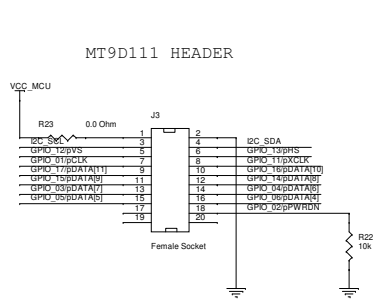 MT9D111 HEADER
VCC_MCU
R23 0.0 Ohm J3
1 2
I2C_SCL 3 4 I2C_SDA
GPIO_12/pVS 5 6 GPIO_13/pHS
GPIO_01/pCLK 7 8 GPIO_11/pXCLK
GPIO_17/pDATA[11] 9 10 GPIO_16/pDATA[10]
GPIO_15/pDATA[9] 11 12 GPIO_14/pDATA[8]
GPIO_03/pDATA[7] 13 14 GPIO_04/pDATA[6]
GPIO_05/pDATA[5] 15 16 GPIO_06/pDATA[4]
17 18 GPIO_02/pPWRDN
19 20
Female Socket
R22
10k